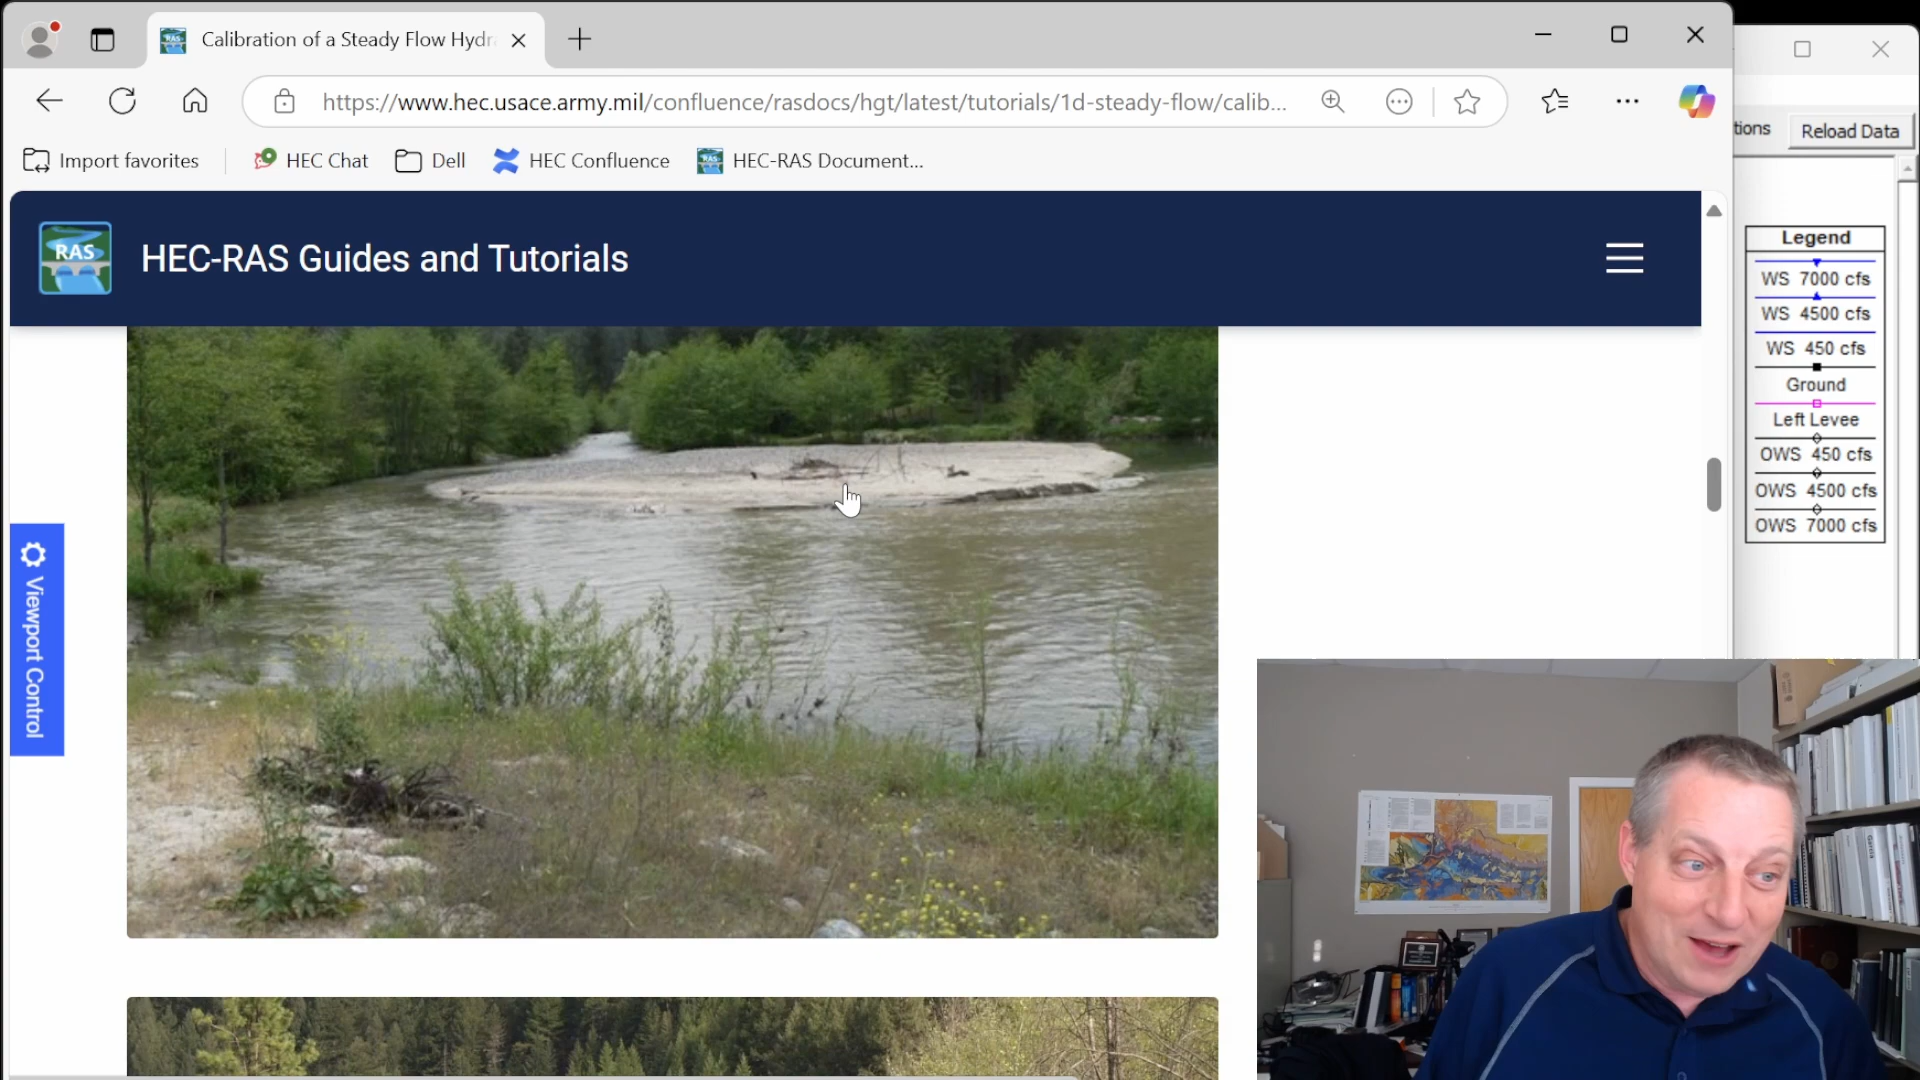 Calibration of a Steady Flow Hydr
https://www.hec.usace.army.mil/confluence/rasdocs/hgt/latest/tutorials/1d-steady-flow/calib...
tions
Reload Data
Import favorites
HEC Chat
Dell
HEC Confluence
HEC-RAS Document...
RAS
HEC-RAS Guides and Tutorials
Legend
WS 7000 cfs
WS 4500 cfs
WS 450 cfs
Ground
Left Levee
OWS 450 cfs
OWS 4500 cfs
OWS 7000 cfs
Viewport Control